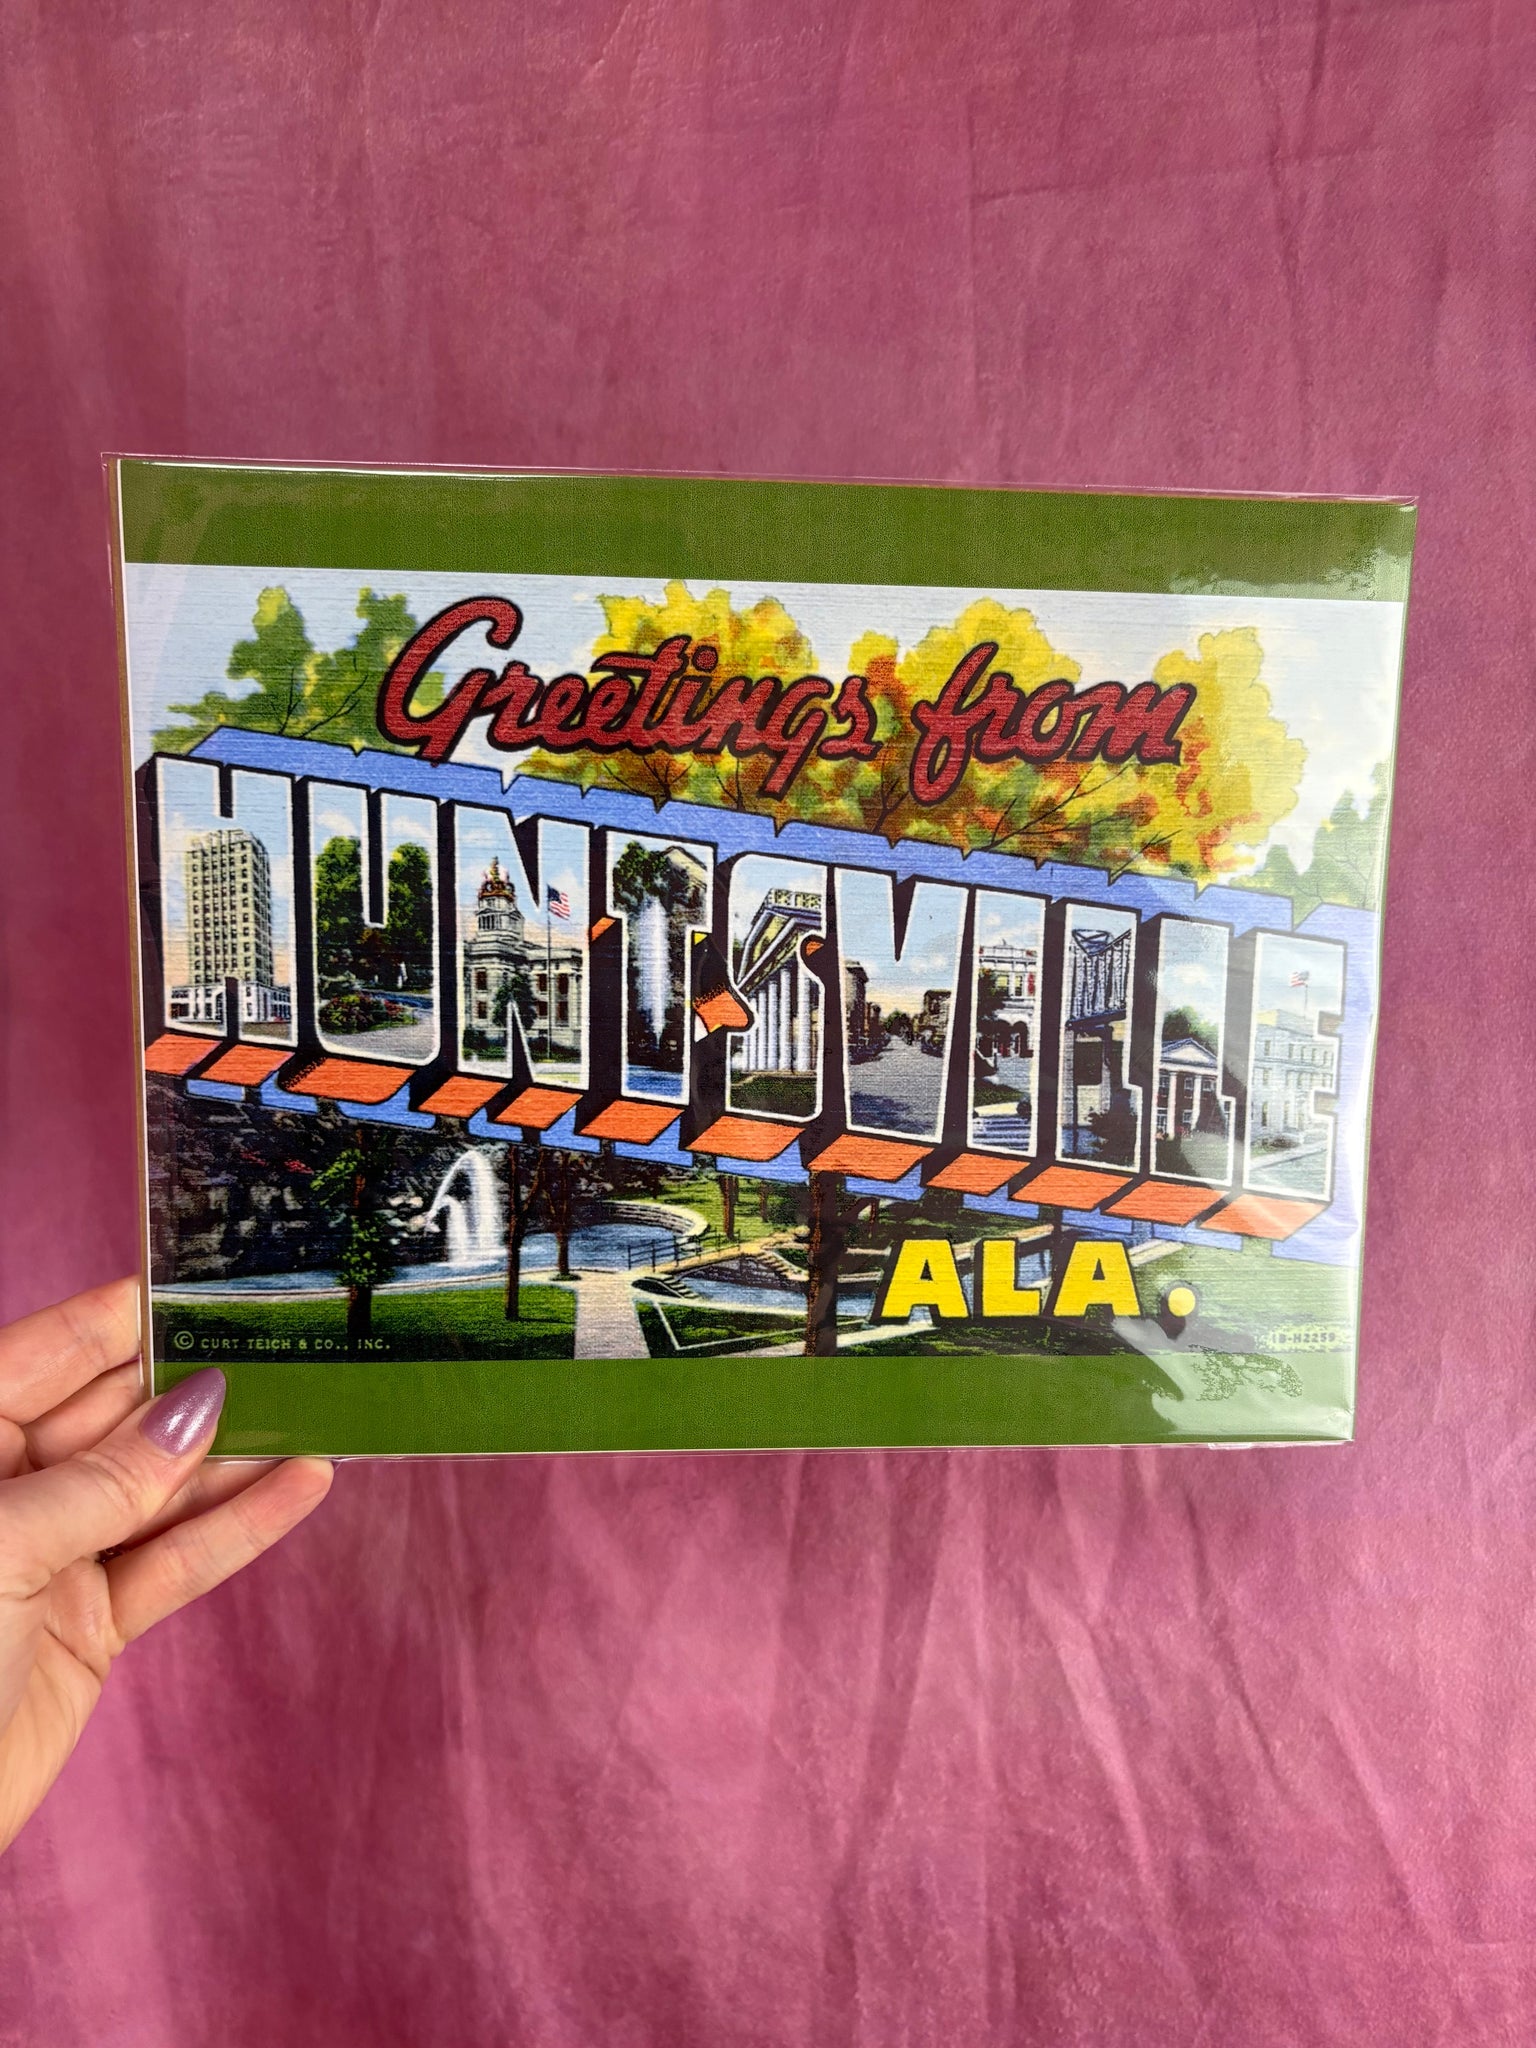 Greetings from
HUNTSVILLE
ALA.
© CURT TEICH & CO., INC.
1B-H2259